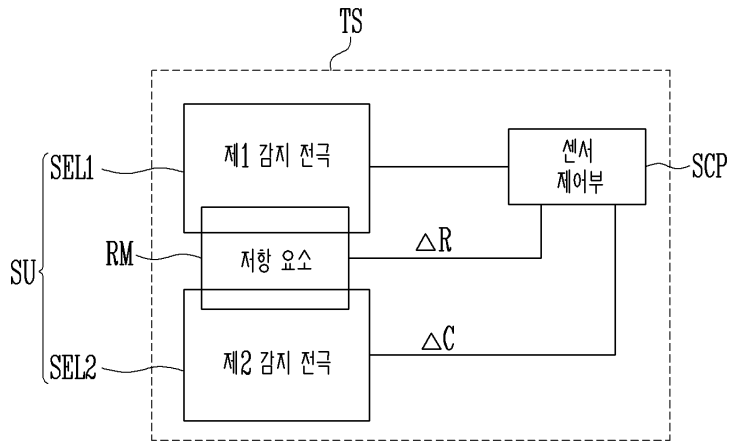 TS
제1 감지 전극
센서
제어부
SEL1
SCP
RM
저항 요소
△R
SU
△C
제2 감지 전극
SEL2